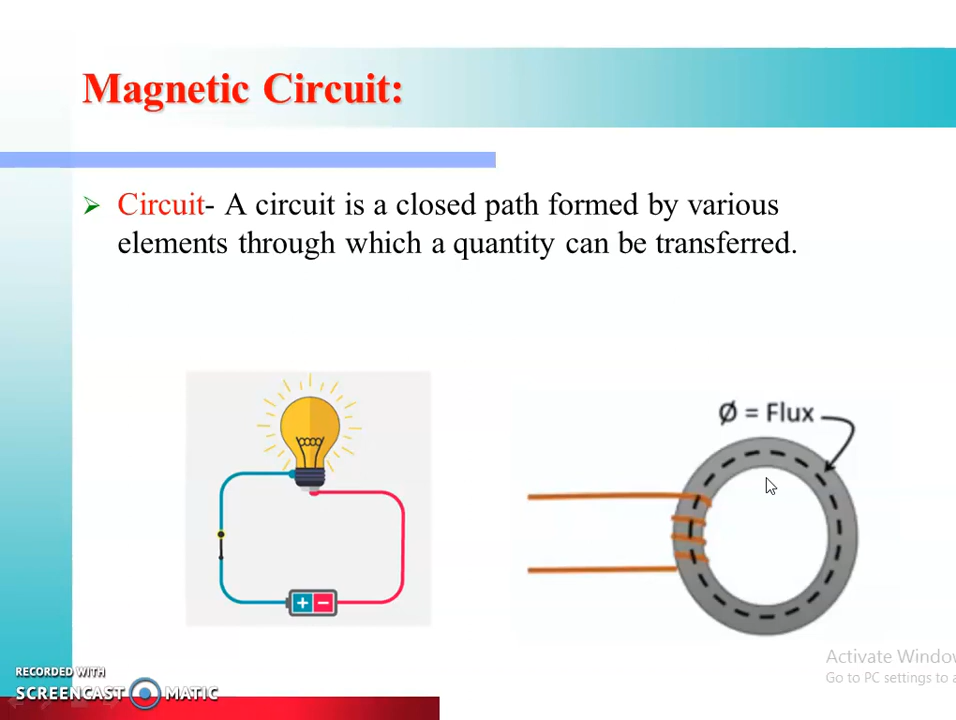 Magnetic Circuit:
Circuit- A circuit is a closed path formed by various
elements through which a quantity can be transferred.
Ø = Flux
+ −
Activate Window
Go to PC settings to a
RECORDED WITH
SCREENCAST MATIC